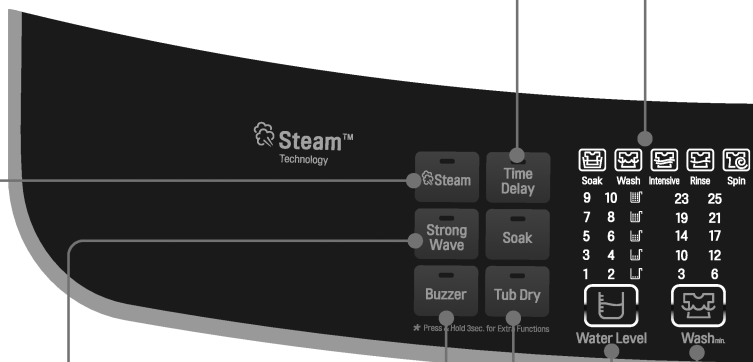 Steam™
Technology
Steam
Time
Delay
Strong
Wave
Soak
Buzzer
Tub Dry
* Press & Hold 3sec. for Extra Functions
Soak Wash Intensive Rinse Spin
9 10 23 25
7 8 19 21
5 6 14 17
3 4 10 12
1 2 3 6
Water Level Washmin.